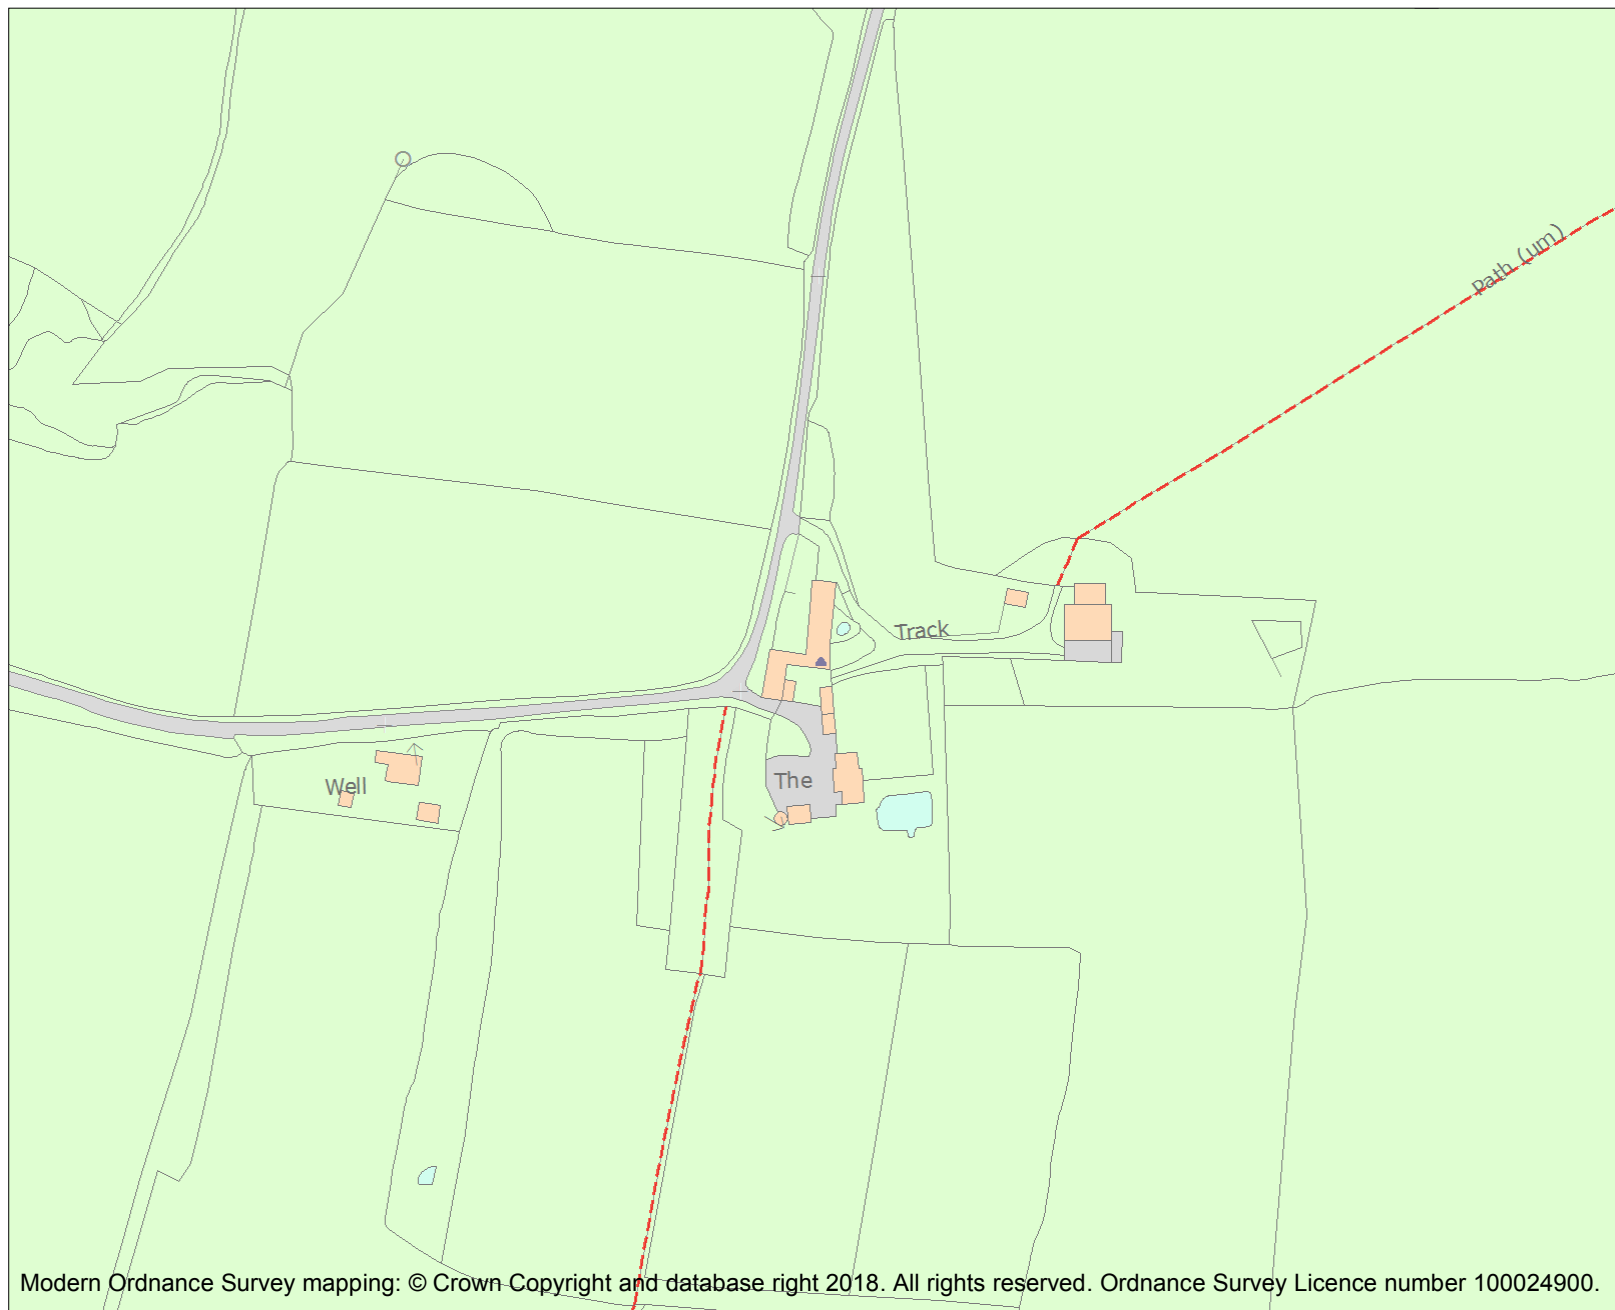 Path (um)
Track
The
Well
Modern Ordnance Survey mapping: © Crown Copyright and database right 2018. All rights reserved. Ordnance Survey Licence number 100024900.